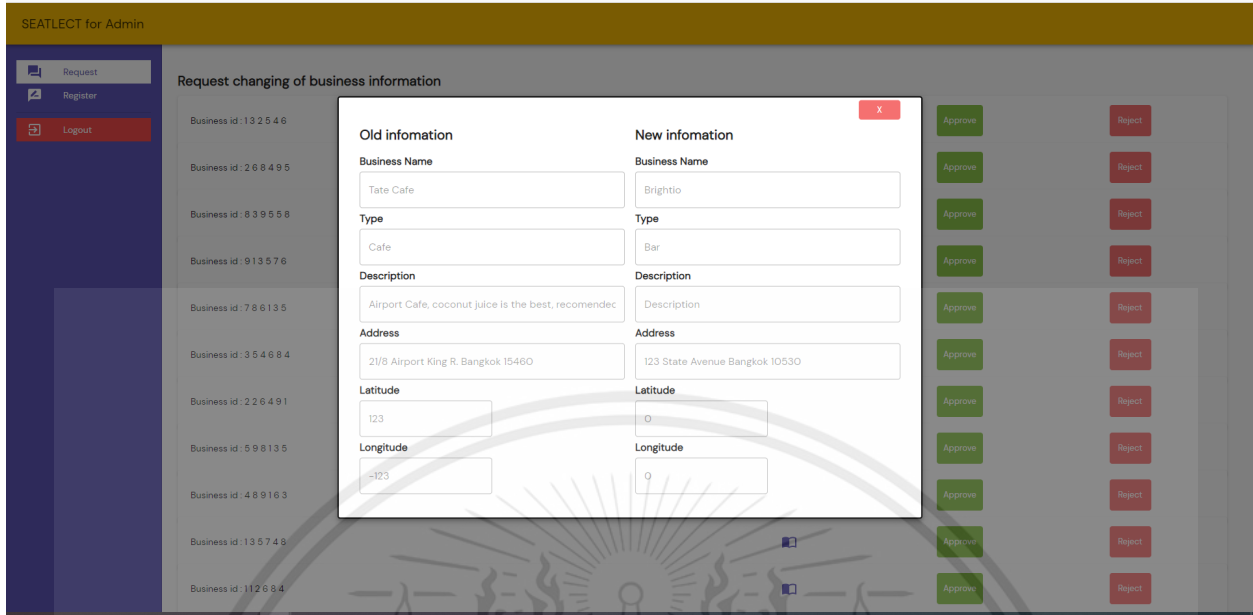 SEATLECT for Admin
Request
Register
Logout
Request changing of business information
X
Old infomation
New infomation
Business Name
Business Name
Tate Cafe
Brightio
Type
Type
Cafe
Bar
Description
Description
Airport Cafe, coconut juice is the best, recomended
Description
Address
Address
21/8 Airport King R. Bangkok 15460
123 State Avenue Bangkok 10530
Latitude
Latitude
123
0
Longitude
Longitude
-123
0
Business id : 1 3 2 5 4 6
Approve
Reject
Business id : 2 6 8 4 9 5
Approve
Reject
Business id : 8 3 9 5 5 8
Approve
Reject
Business id : 9 1 3 5 7 6
Approve
Reject
Business id : 7 8 6 1 3 5
Approve
Reject
Business id : 3 5 4 6 8 4
Approve
Reject
Business id : 2 2 6 4 9 1
Approve
Reject
Business id : 5 9 8 1 3 5
Approve
Reject
Business id : 4 8 9 1 6 3
Approve
Reject
Business id : 1 3 5 7 4 8
Approve
Reject
Business id : 1 1 2 6 8 4
Approve
Reject